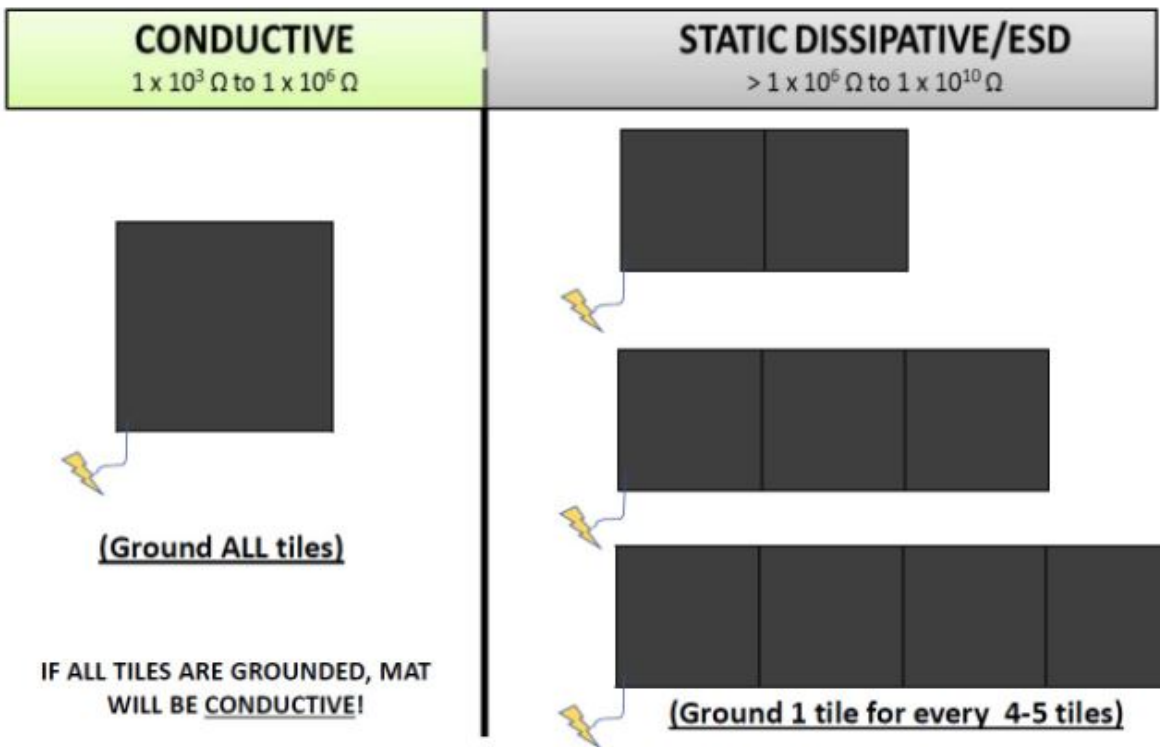 CONDUCTIVE
1 x 10³ Ω to 1 x 10⁶ Ω
(Ground ALL tiles)
IF ALL TILES ARE GROUNDED, MAT
WILL BE CONDUCTIVE!
STATIC DISSIPATIVE/ESD
> 1 x 10⁶ Ω to 1 x 10¹⁰ Ω
(Ground 1 tile for every 4-5 tiles)